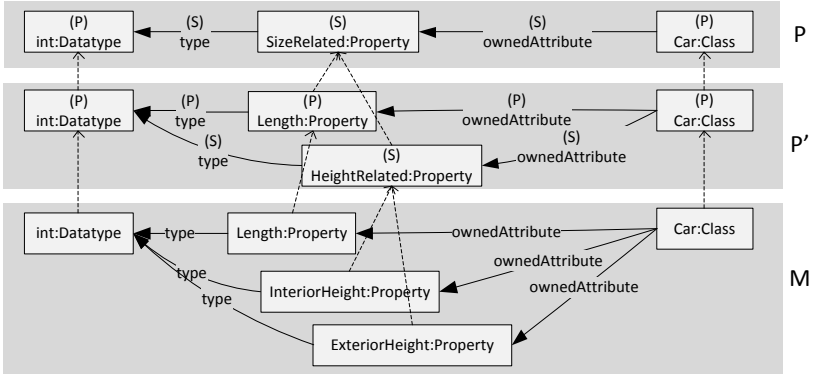 (P)
int:Datatype
(S)
type
(S)
SizeRelated:Property
(S)
ownedAttribute
(P)
Car:Class
P
(P)
int:Datatype
(P)
type
(P)
Length:Property
(P)
ownedAttribute
(P)
Car:Class
(S)
type
(S)
HeightRelated:Property
(S)
ownedAttribute
P’
int:Datatype
type
Length:Property
ownedAttribute
Car:Class
type
InteriorHeight:Property
ownedAttribute
type
ExteriorHeight:Property
ownedAttribute
M